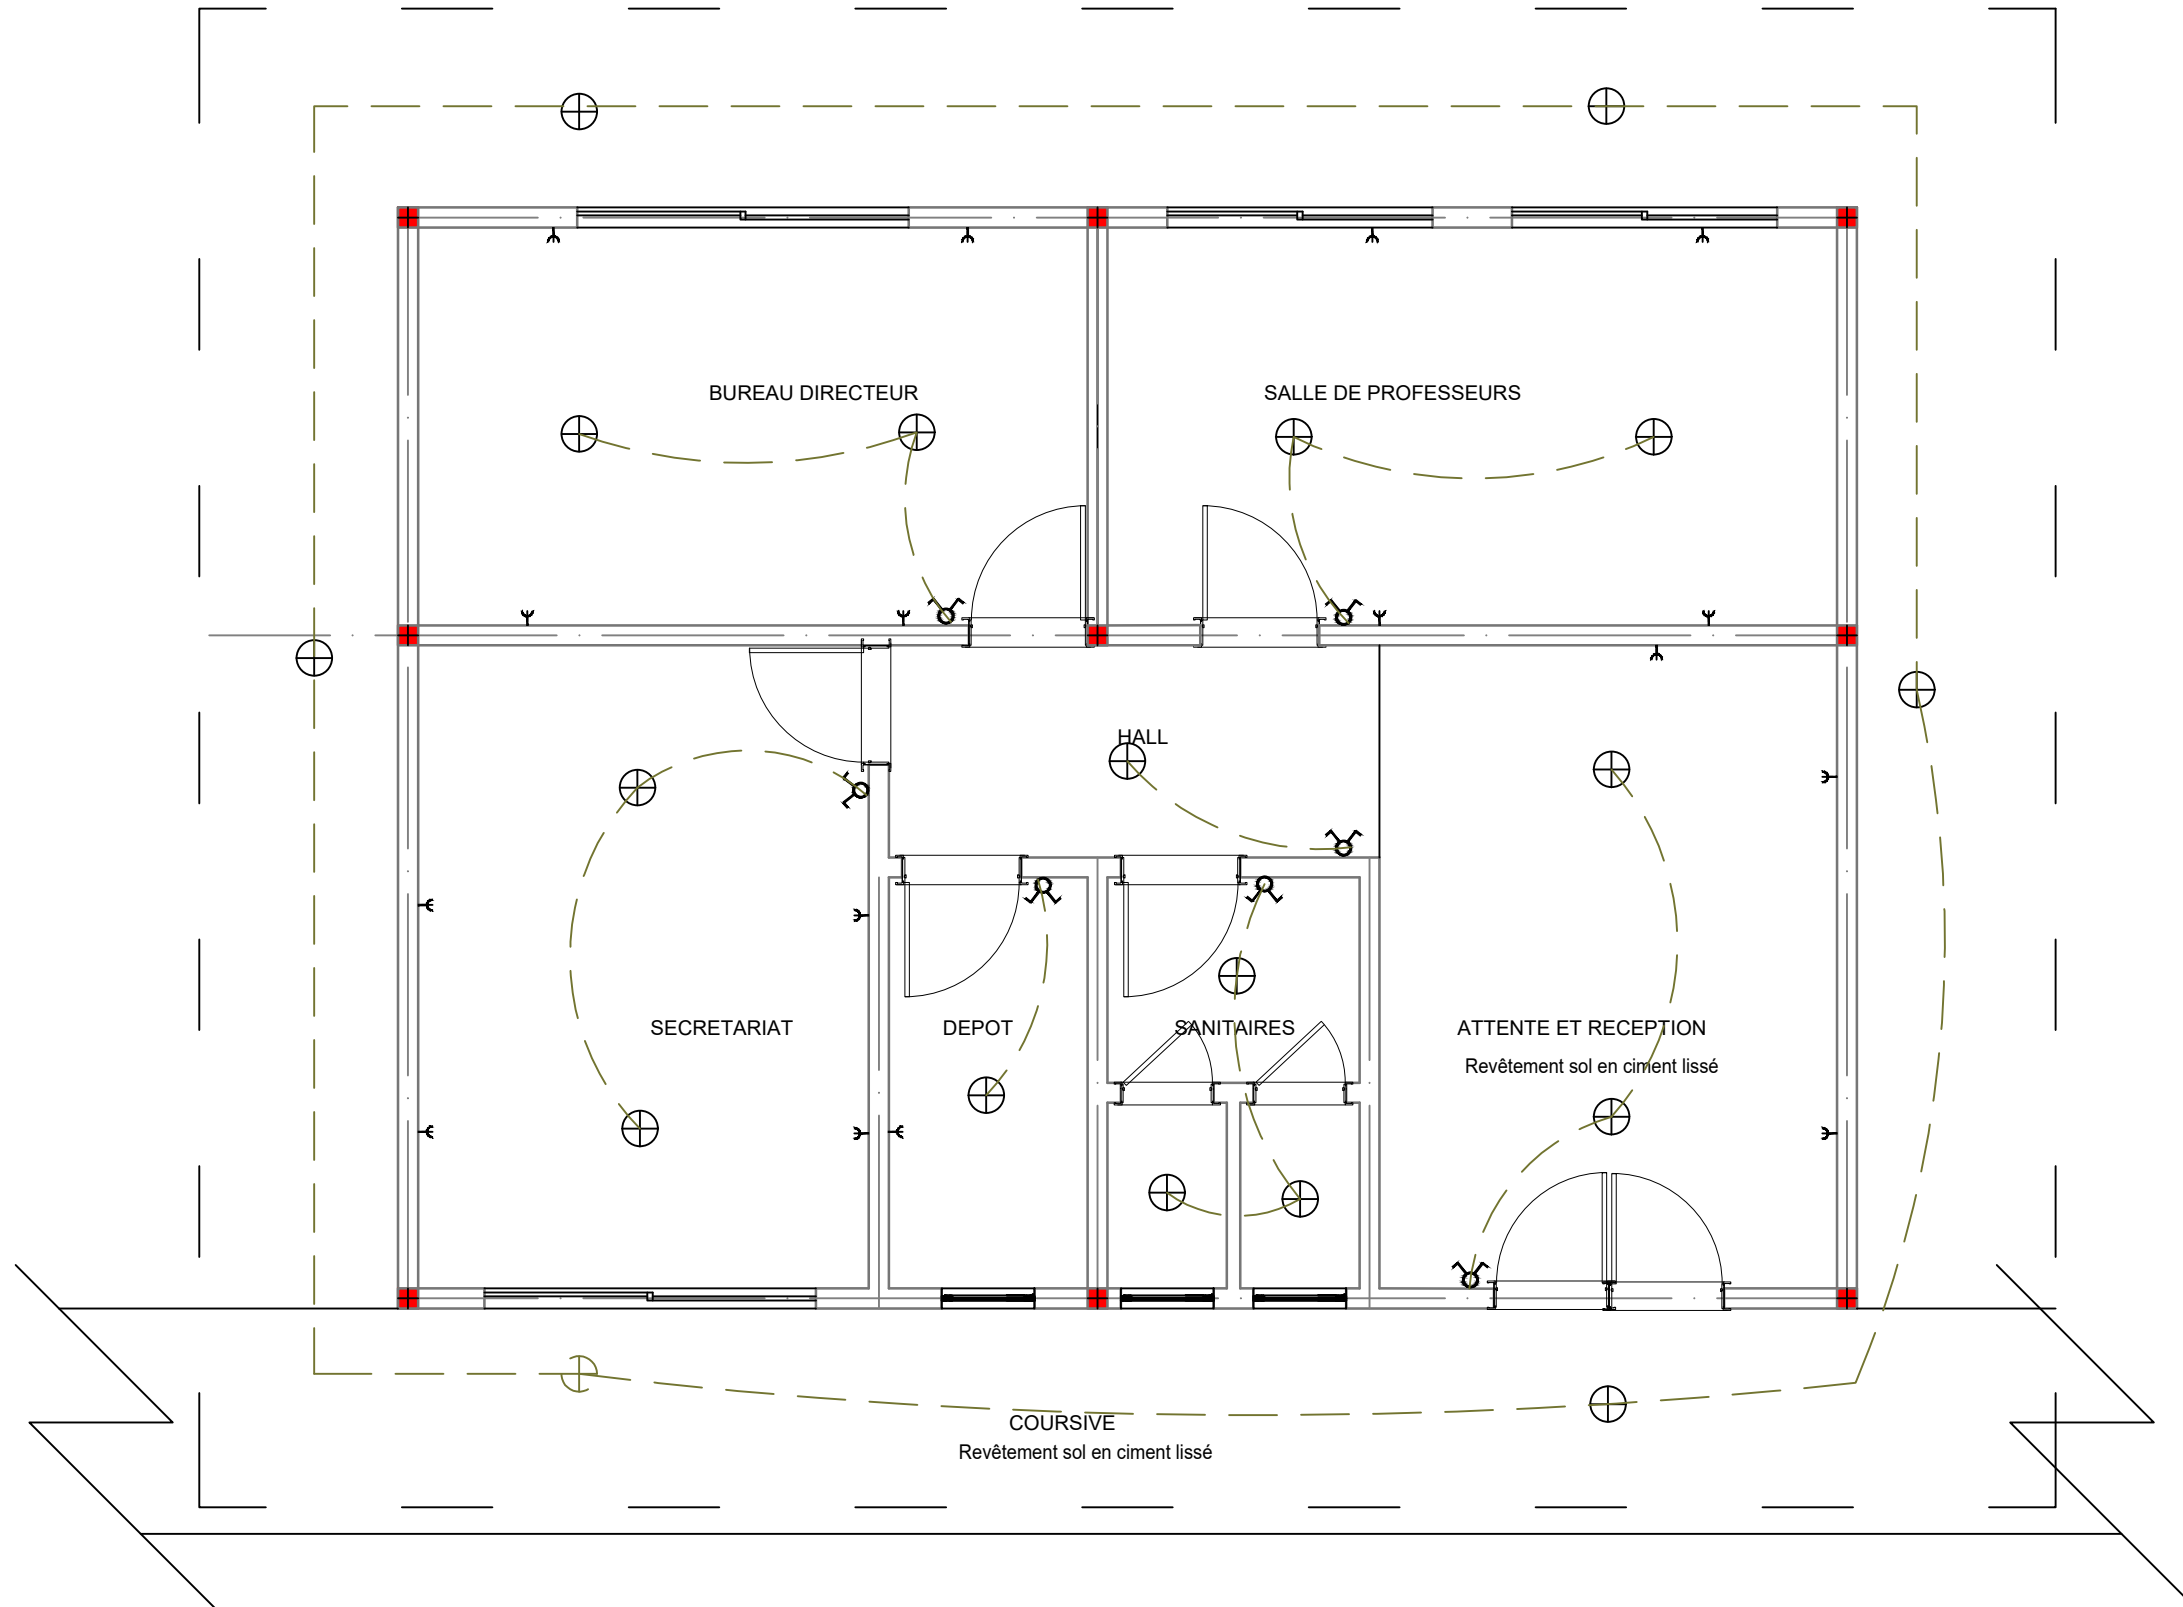 BUREAU DIRECTEUR
SALLE DE PROFESSEURS
HALL
SECRETARIAT
DEPOT
SANITAIRES
ATTENTE ET RECEPTION
Revêtement sol en ciment lissé
COURSIVE
Revêtement sol en ciment lissé